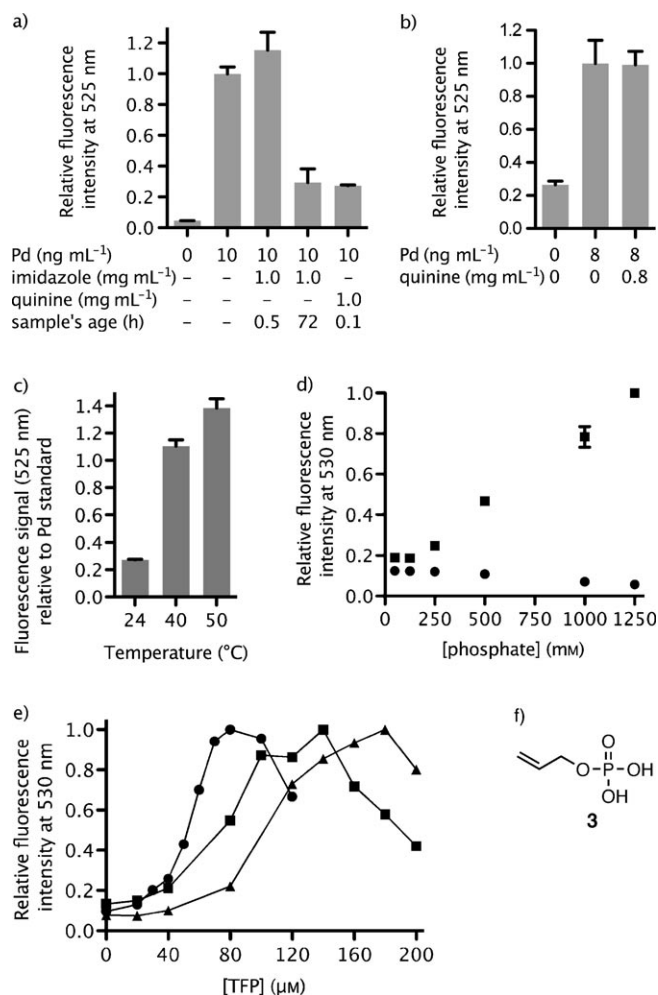 a)
Relative fluorescence
intensity at 525 nm
1.2
1.0
0.8
0.6
0.4
0.2
0.0
Pd (ng mL⁻¹) 0 10 10 10 10
imidazole (mg mL⁻¹) – – 1.0 1.0 –
quinine (mg mL⁻¹) – – – – 1.0
sample's age (h) – – 0.5 72 0.1
b)
Relative fluorescence
intensity at 525 nm
1.2
1.0
0.8
0.6
0.4
0.2
0.0
Pd (ng mL⁻¹) 0 8 8
quinine (mg mL⁻¹) 0 0 0.8
c)
Fluorescence signal (525 nm)
relative to Pd standard
1.4
1.2
1.0
0.8
0.6
0.4
0.2
0.0
24 40 50
Temperature (°C)
d)
Relative fluorescence
intensity at 530 nm
1.0
0.8
0.6
0.4
0.2
0.0
0 250 500 750 1000 1250
[phosphate] (mM)
e)
Relative fluorescence
intensity at 530 nm
1.0
0.8
0.6
0.4
0.2
0.0
0 40 80 120 160 200
[TFP] (μM)
f)
O
O P OH
OH
3